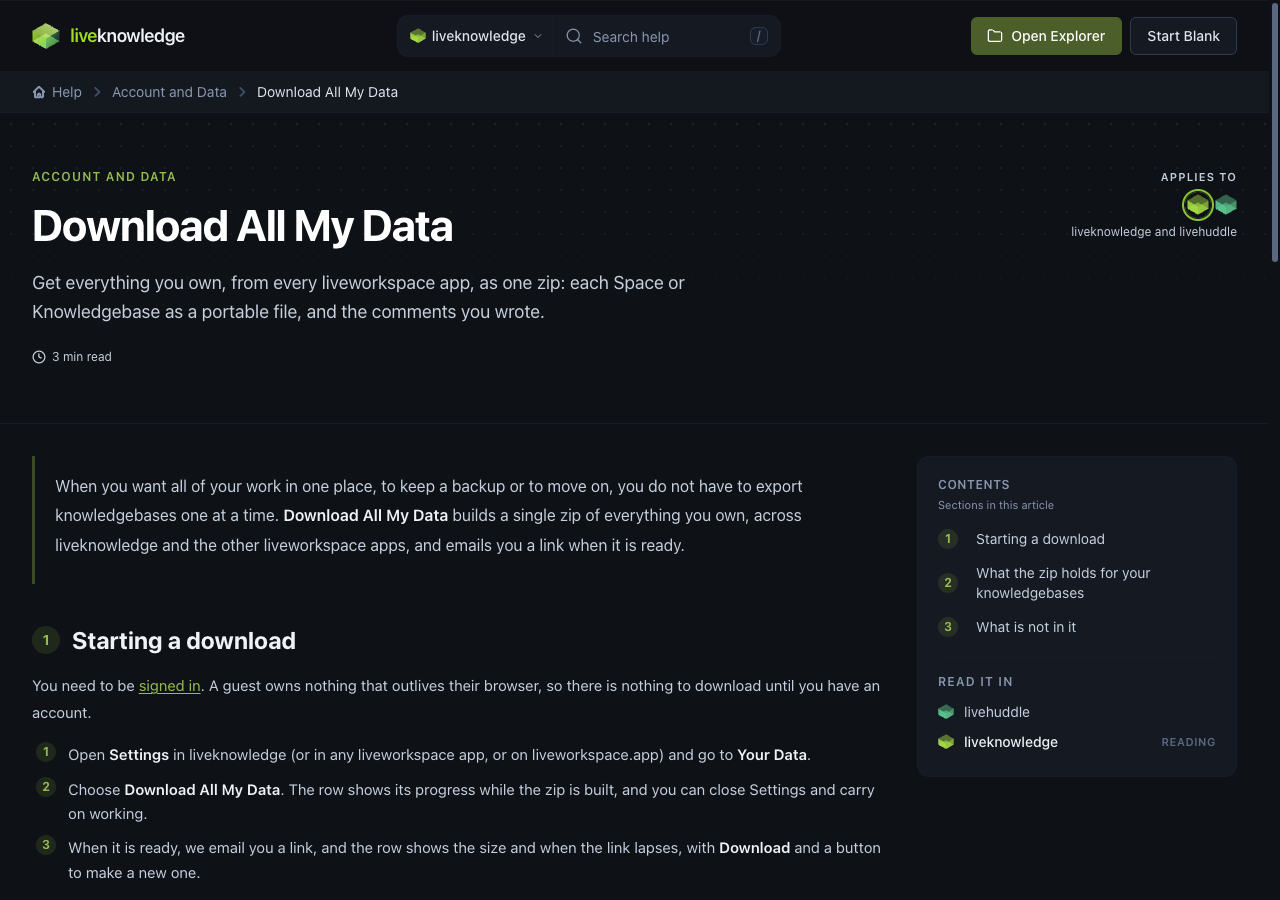 liveknowledge
liveknowledge
Search help
/
Open Explorer
Start Blank
Help
Account and Data
Download All My Data
ACCOUNT AND DATA
Download All My Data
Get everything you own, from every liveworkspace app, as one zip: each Space or
Knowledgebase as a portable file, and the comments you wrote.
3 min read
APPLIES TO
liveknowledge and livehuddle
When you want all of your work in one place, to keep a backup or to move on, you do not have to export
knowledgebases one at a time. Download All My Data builds a single zip of everything you own, across
liveknowledge and the other liveworkspace apps, and emails you a link when it is ready.
1 Starting a download
You need to be signed in. A guest owns nothing that outlives their browser, so there is nothing to download until you have an
account.
1 Open Settings in liveknowledge (or in any liveworkspace app, or on liveworkspace.app) and go to Your Data.
2 Choose Download All My Data. The row shows its progress while the zip is built, and you can close Settings and carry
on working.
3 When it is ready, we email you a link, and the row shows the size and when the link lapses, with Download and a button
to make a new one.
CONTENTS
Sections in this article
1 Starting a download
2 What the zip holds for your
knowledgebases
3 What is not in it
READ IT IN
livehuddle
liveknowledge READING